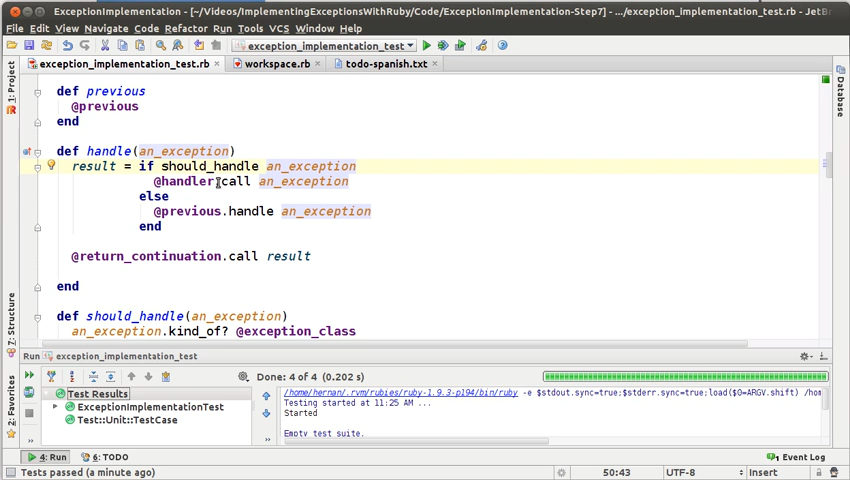 ExceptionImplementation - [~/Videos/ImplementingExceptionsWithRuby/Code/ExceptionImplementation-Step7] - .../exception_implementation_test.rb - JetBr
File Edit View Navigate Code Refactor Run Tools VCS Window Help
exception_implementation_test
exception_implementation_test.rb workspace.rb todo-spanish.txt
1: Project
Database
def previous
@previous
end
def handle(an_exception)
result = if should_handle an_exception
@handler.call an_exception
else
@previous.handle an_exception
end
@return_continuation.call result
end
def should_handle(an_exception)
an_exception.kind_of? @exception_class
7: Structure
2: Favorites
Run exception_implementation_test
Done: 4 of 4 (0.202 s)
Test Results
ExceptionImplementationTest
Test::Unit::TestCase
/home/hernan/.rvm/rubies/ruby-1.9.3-p194/bin/ruby -e $stdout.sync=true;$stderr.sync=true;load($0=ARGV.shift) /ho
Testing started at 11:25 AM ...
Started
Empty test suite.
4: Run 6: TODO
Event Log
Tests passed (a minute ago)
50:43 UTF-8 Insert